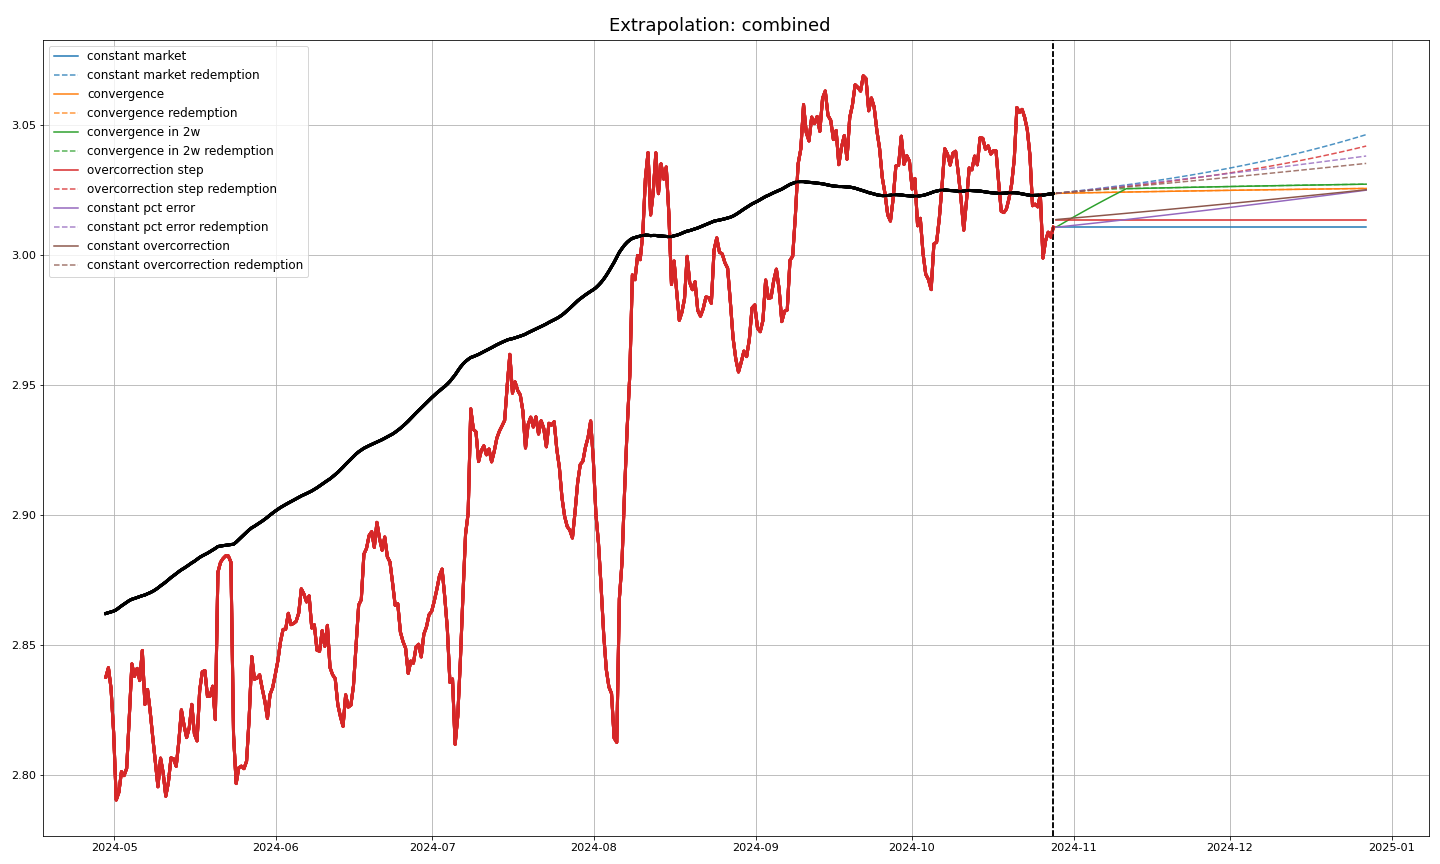 Extrapolation: combined
constant market
constant market redemption
convergence
convergence redemption
convergence in 2w
convergence in 2w redemption
overcorrection step
overcorrection step redemption
constant pct error
constant pct error redemption
constant overcorrection
constant overcorrection redemption
3.05
3.00
2.95
2.90
2.85
2.80
2024-05
2024-06
2024-07
2024-08
2024-09
2024-10
2024-11
2024-12
2025-01